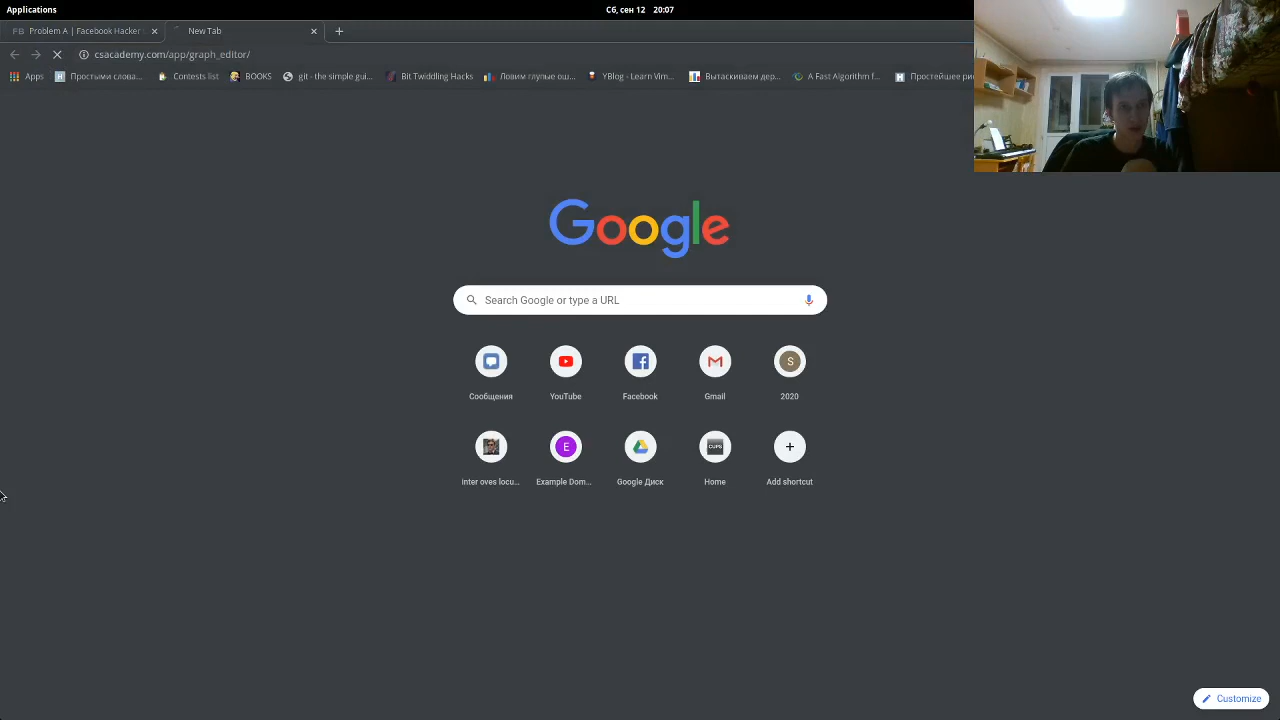 Applications
Сб, сен 12 20:07
FB Problem A | Facebook Hacker
New Tab
csacademy.com/app/graph_editor/
Apps
Простыми слова...
Contests list
BOOKS
git - the simple gui...
Bit Twiddling Hacks
Ловим глупые ош...
YBlog - Learn Vim...
Вытаскиваем дер...
A Fast Algorithm f...
Простейшее рис
Google
Search Google or type a URL
Сообщения
YouTube
Facebook
Gmail
S
2020
inter oves locu...
E
Example Dom...
Google Диск
CUPS
Home
Add shortcut
Customize